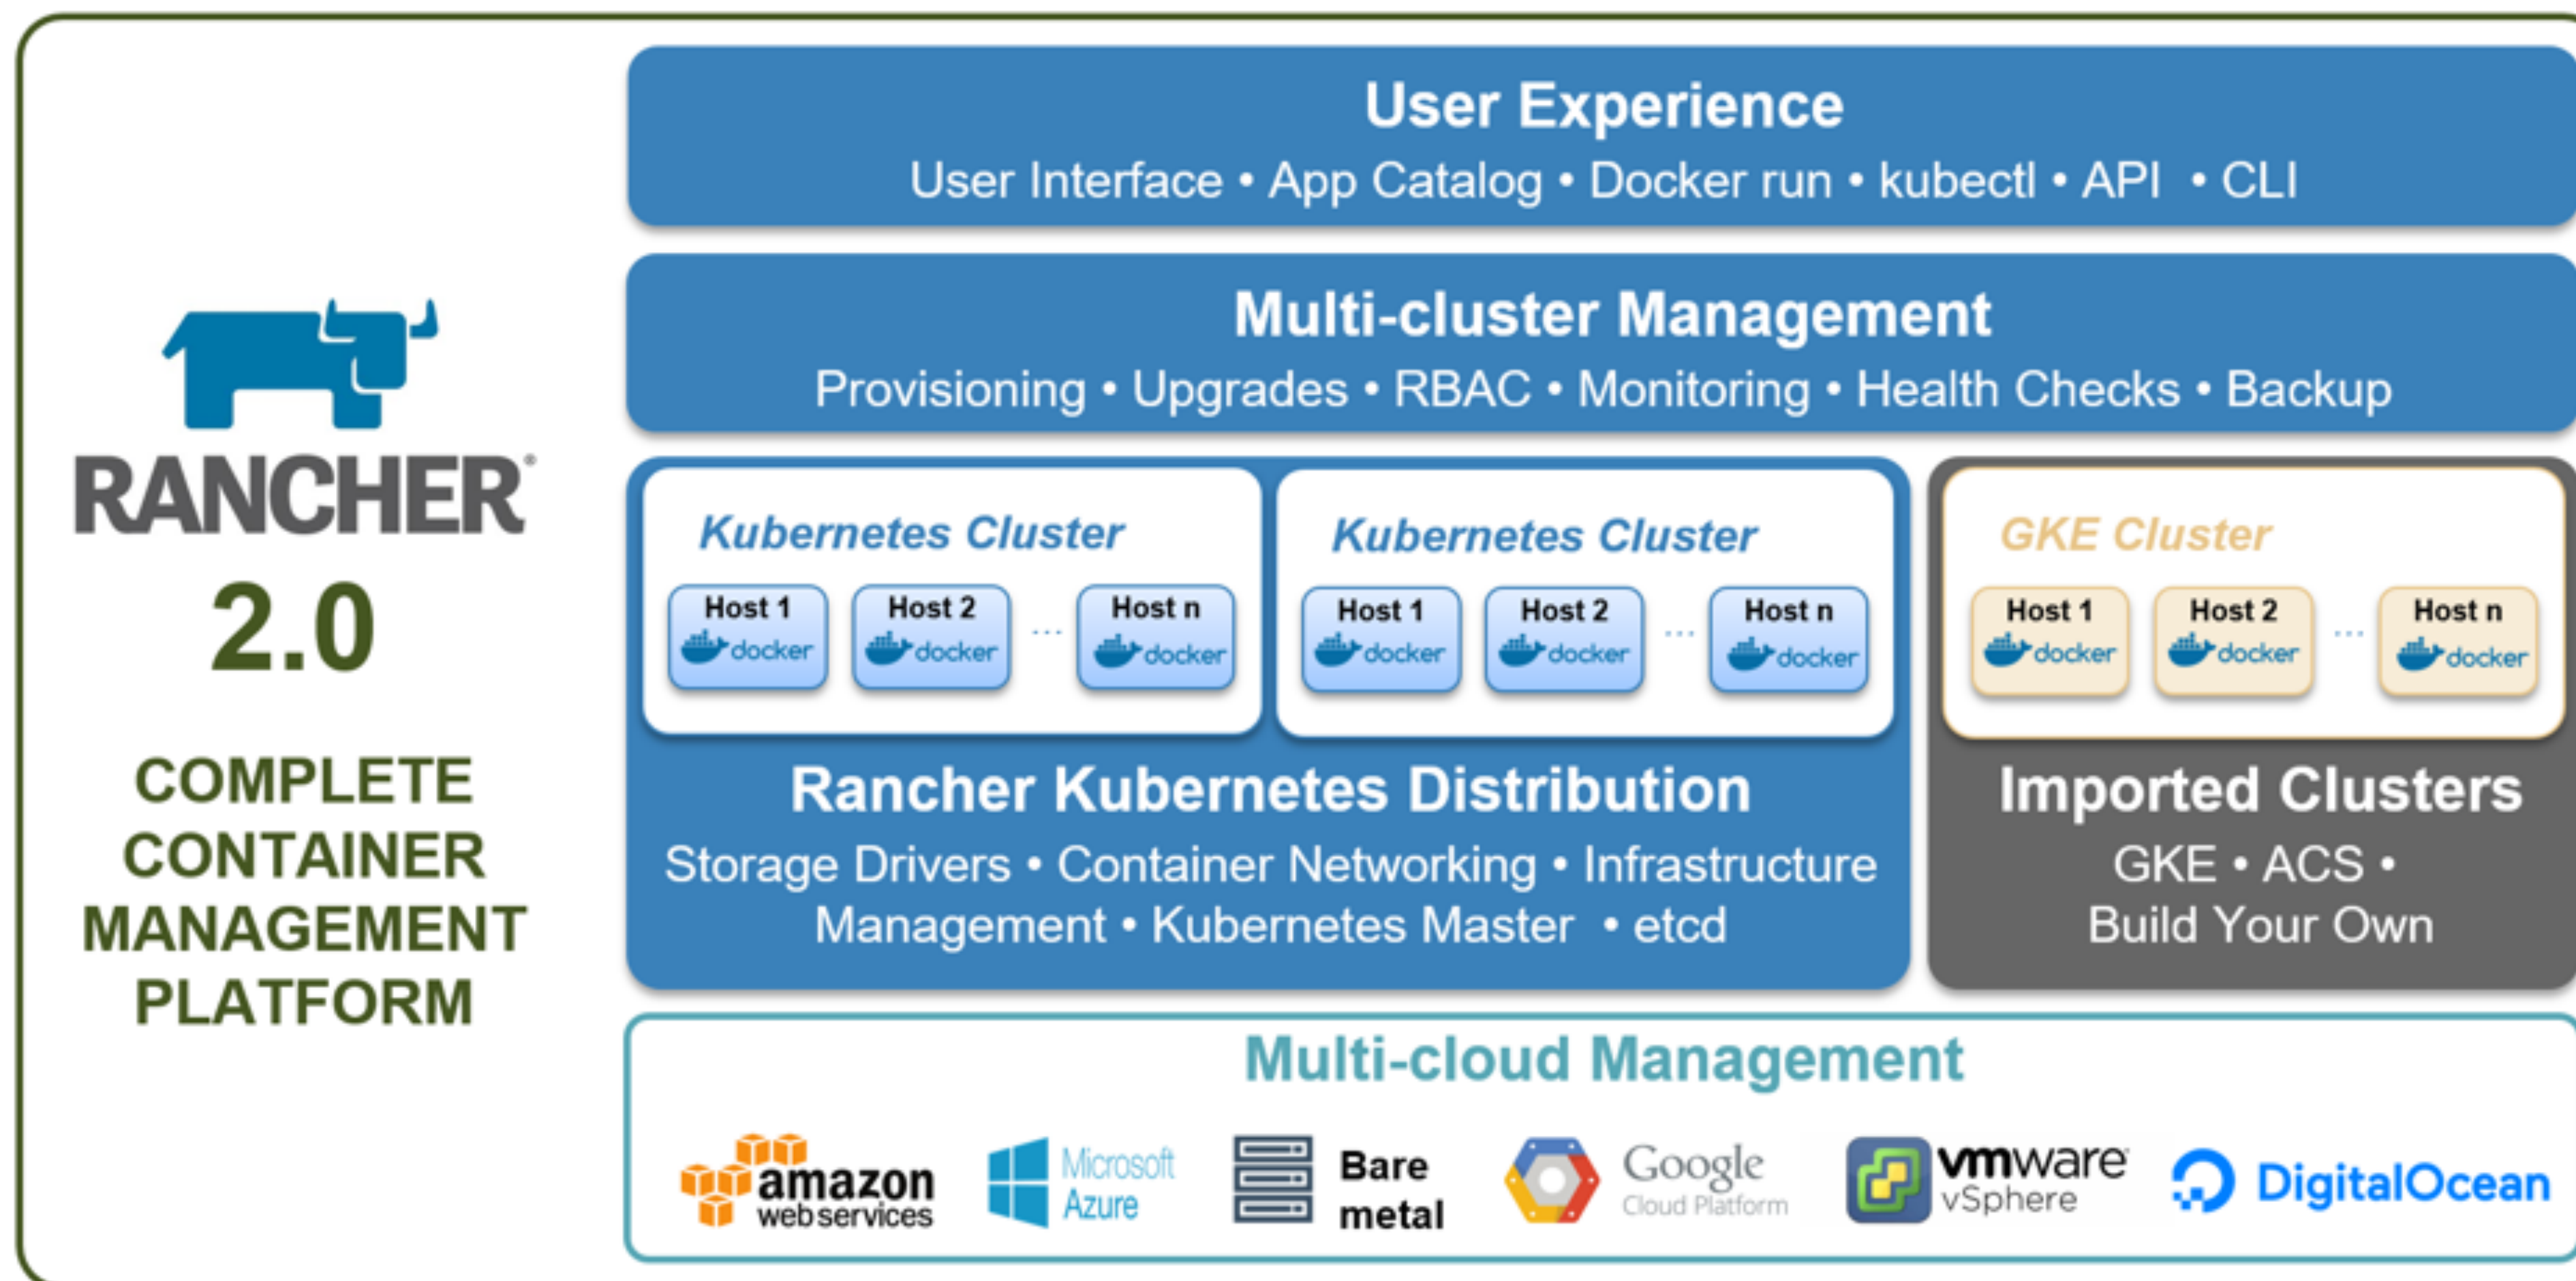 RANCHER®
2.0
COMPLETE
CONTAINER
MANAGEMENT
PLATFORM
User Experience
User Interface • App Catalog • Docker run • kubectl • API • CLI
Multi-cluster Management
Provisioning • Upgrades • RBAC • Monitoring • Health Checks • Backup
Kubernetes Cluster
Host 1
docker
Host 2
docker
...
Host n
docker
Kubernetes Cluster
Host 1
docker
Host 2
docker
...
Host n
docker
Rancher Kubernetes Distribution
Storage Drivers • Container Networking • Infrastructure
Management • Kubernetes Master • etcd
GKE Cluster
Host 1
docker
Host 2
docker
...
Host n
docker
Imported Clusters
GKE • ACS •
Build Your Own
Multi-cloud Management
amazon
web services
Microsoft
Azure
Bare
metal
Google
Cloud Platform
vmware
vSphere
DigitalOcean